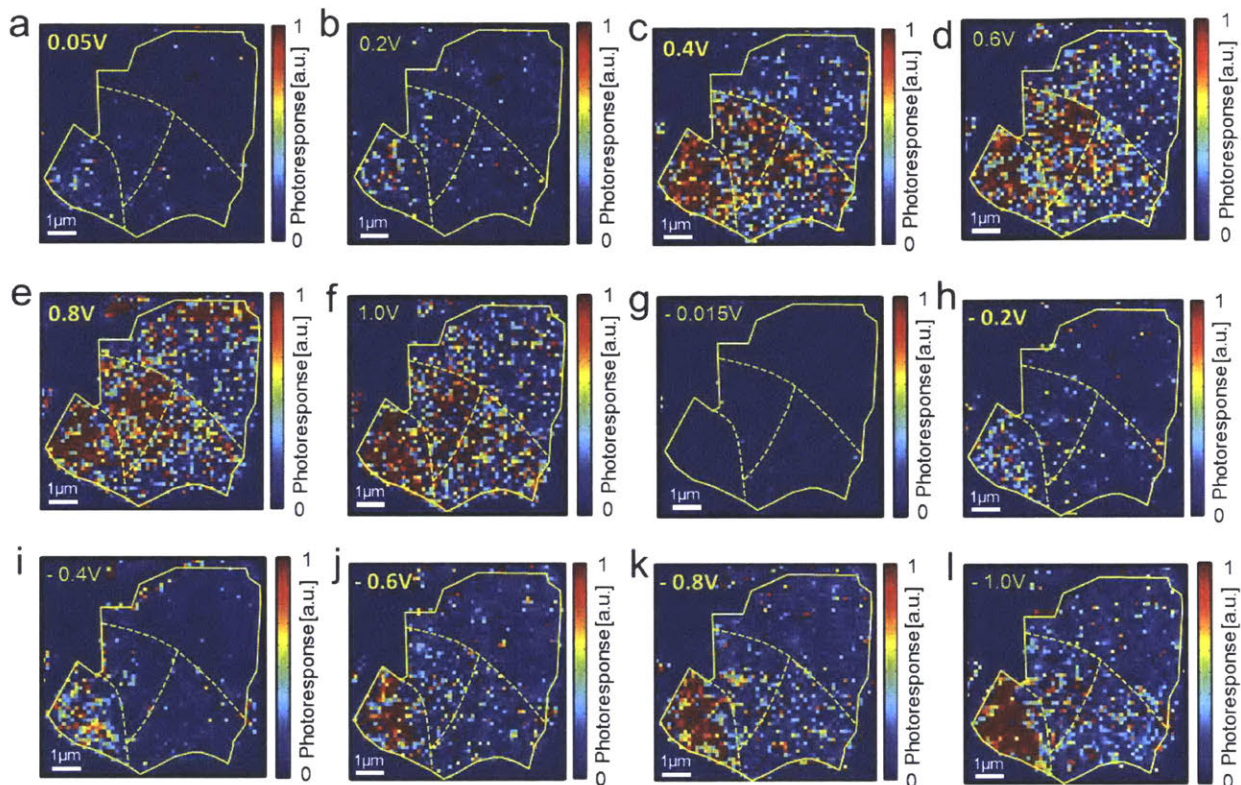 a 0.05V 1 Photoresponse[a.u.] 0 1µm
b 0.2V 1 Photoresponse[a.u.] 0 1µm
c 0.4V 1 Photoresponse[a.u.] 0 1µm
d 0.6V 1 Photoresponse[a.u.] 0 1µm
e 0.8V 1 Photoresponse[a.u.] 0 1µm
f 1.0V 1 Photoresponse[a.u.] 0 1µm
g - 0.015V 1 Photoresponse[a.u.] 0 1µm
h - 0.2V 1 Photoresponse[a.u.] 0 1µm
i - 0.4V 1 Photoresponse[a.u.] 0 1µm
j - 0.6V 1 Photoresponse[a.u.] 0 1µm
k - 0.8V 1 Photoresponse[a.u.] 0 1µm
l - 1.0V 1 Photoresponse[a.u.] 0 1µm